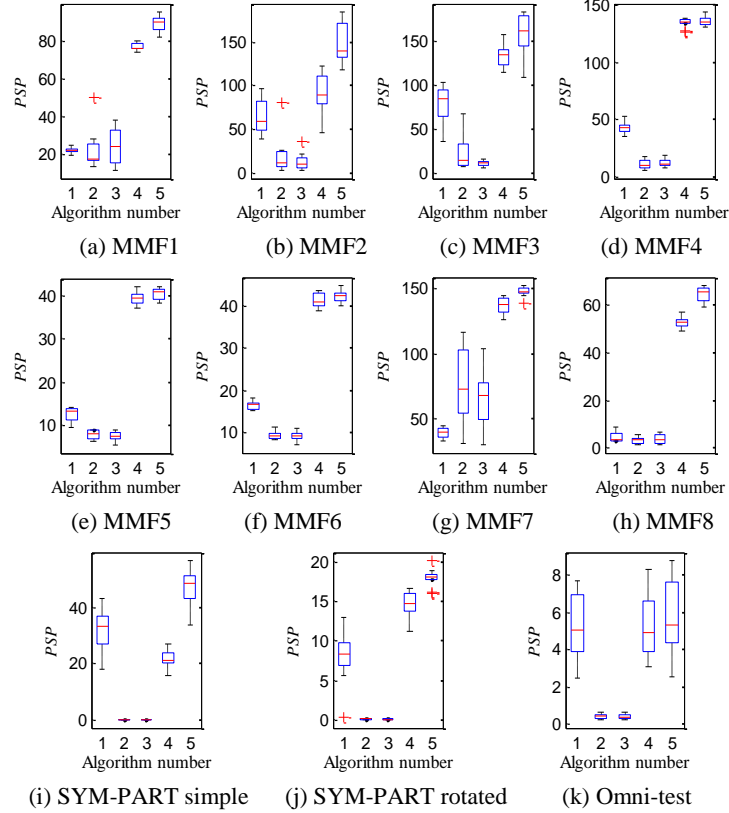 80
60
40
20
PSP
1 2 3 4 5
Algorithm number
(a) MMF1
150
100
50
0
PSP
1 2 3 4 5
Algorithm number
(b) MMF2
150
100
50
0
PSP
1 2 3 4 5
Algorithm number
(c) MMF3
150
100
50
0
PSP
1 2 3 4 5
Algorithm number
(d) MMF4
40
30
20
10
PSP
1 2 3 4 5
Algorithm number
(e) MMF5
40
30
20
10
PSP
1 2 3 4 5
Algorithm number
(f) MMF6
150
100
50
PSP
1 2 3 4 5
Algorithm number
(g) MMF7
60
40
20
0
PSP
1 2 3 4 5
Algorithm number
(h) MMF8
40
20
0
PSP
1 2 3 4 5
Algorithm number
(i) SYM-PART simple
20
15
10
5
0
PSP
1 2 3 4 5
Algorithm number
(j) SYM-PART rotated
8
6
4
2
0
PSP
1 2 3 4 5
Algorithm number
(k) Omni-test